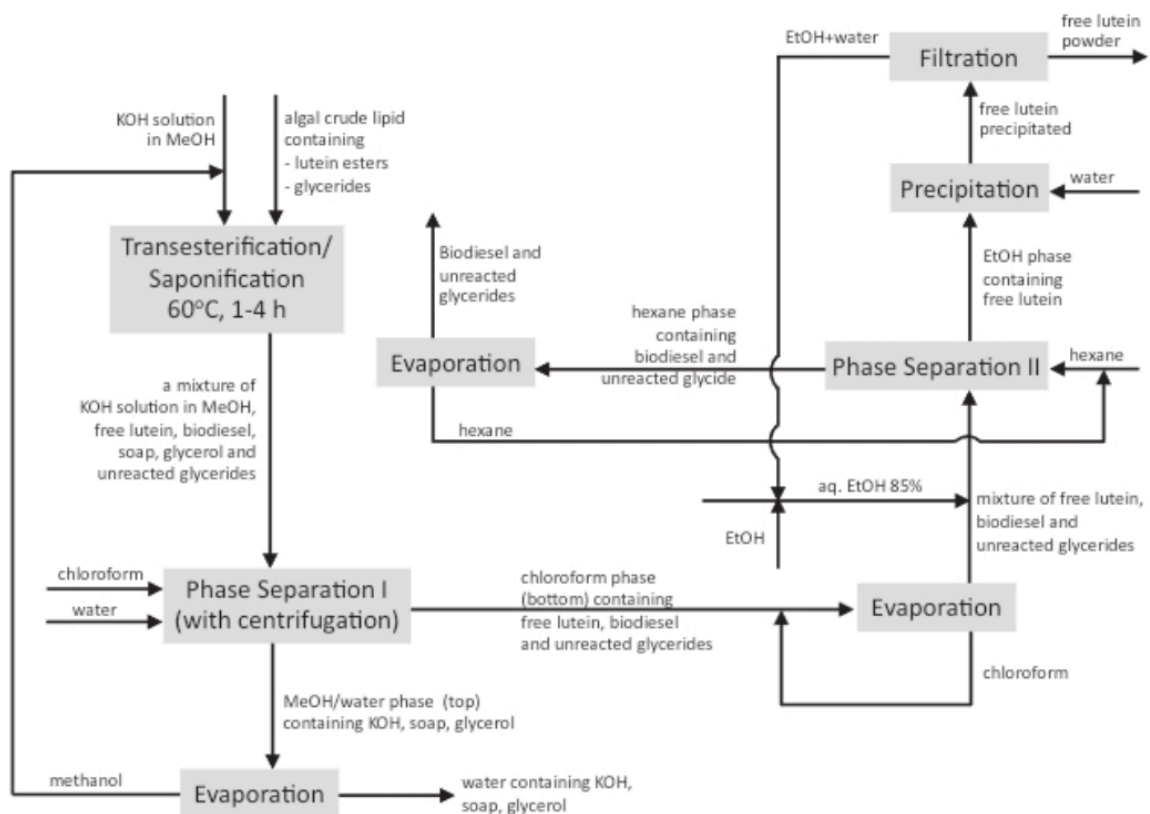 KOH solution
in MeOH
algal crude lipid
containing
- lutein esters
- glycerides
Transesterification/
Saponification
60°C, 1-4 h
a mixture of
KOH solution in MeOH,
free lutein, biodiesel,
soap, glycerol and
unreacted glycerides
chloroform
water
Phase Separation I
(with centrifugation)
MeOH/water phase (top)
containing KOH, soap, glycerol
methanol
Evaporation
water containing KOH,
soap, glycerol
chloroform phase
(bottom) containing
free lutein, biodiesel
and unreacted glycerides
Evaporation
chloroform
EtOH
aq. EtOH 85%
mixture of free lutein,
biodiesel and
unreacted glycerides
Phase Separation II
hexane
hexane phase
containing
biodiesel and
unreacted glycide
Evaporation
Biodiesel and
unreacted
glycerides
hexane
EtOH phase
containing
free lutein
Precipitation
water
free lutein
precipitated
Filtration
EtOH+water
free lutein
powder